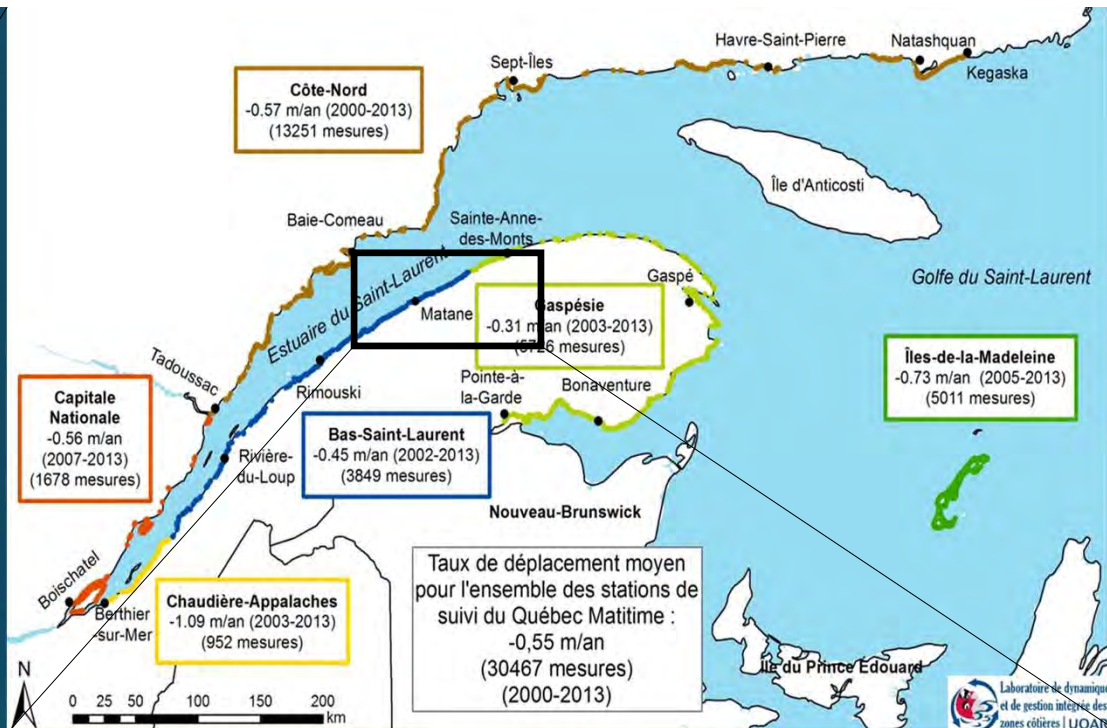 Havre-Saint-Pierre
Natashquan
Sept-Îles
Kegaska
Côte-Nord
-0.57 m/an (2000-2013)
(13251 mesures)
Île d'Anticosti
Baie-Comeau
Sainte-Anne-
des-Monts
Estuaire du Saint-Laurent
Golfe du Saint-Laurent
Gaspé
Matane
Gaspésie
-0.31 m/an (2003-2013)
(5726 mesures)
Tadoussac
Îles-de-la-Madeleine
-0.73 m/an (2005-2013)
(5011 mesures)
Rimouski
Pointe-à-
la-Garde
Bonaventure
Capitale
Nationale
-0.56 m/an
(2007-2013)
(1678 mesures)
Bas-Saint-Laurent
-0.45 m/an (2002-2013)
(3849 mesures)
Rivière-
du-Loup
Nouveau-Brunswick
Boischatel
Berthier
-sur-Mer
Chaudière-Appalaches
-1.09 m/an (2003-2013)
(952 mesures)
Taux de déplacement moyen
pour l'ensemble des stations de
suivi du Québec Matitime :
-0,55 m/an
(30467 mesures)
(2000-2013)
Île du Prince Édouard
N
0 25 50 100 150 200
km
Laboratoire de dynamique
et de gestion intégrée des
zones côtières | UQAR